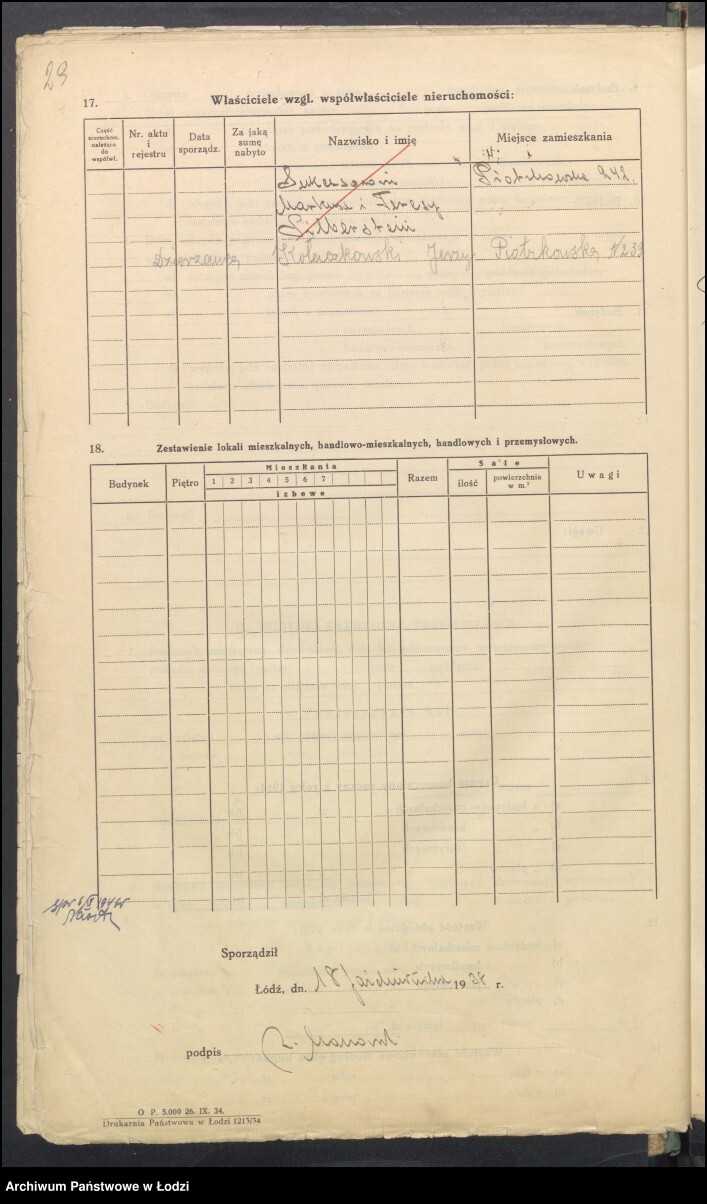 29
17.
Właściciele wzgl. współwłaściciele nieruchomości:
Część nieruchom. należąca do współwł.
Nr. aktu i rejestru
Data sporządz.
Za jaką sumę nabyto
Nazwisko i imię
Miejsce zamieszkania
Sukcesorowie Piotrkowska 242.
Markusa i Teresy
Silberstein
Dzierżawca Kołaczkowski Jerzy Piotrkowska 239
18.
Zestawienie lokali mieszkalnych, handlowo-mieszkalnych, handlowych i przemysłowych.
Budynek
Piętro
Mieszkania
1 2 3 4 5 6 7
izbowe
Razem
Sale
ilość
powierzchnia w m.²
Uwagi
Sporządził
Łódź, dn. 18 października 1938 r.
podpis
O P. 5.000 26. IX. 34.
Drukarnia Państwowa w Łodzi 1213/34
Archiwum Państwowe w Łodzi